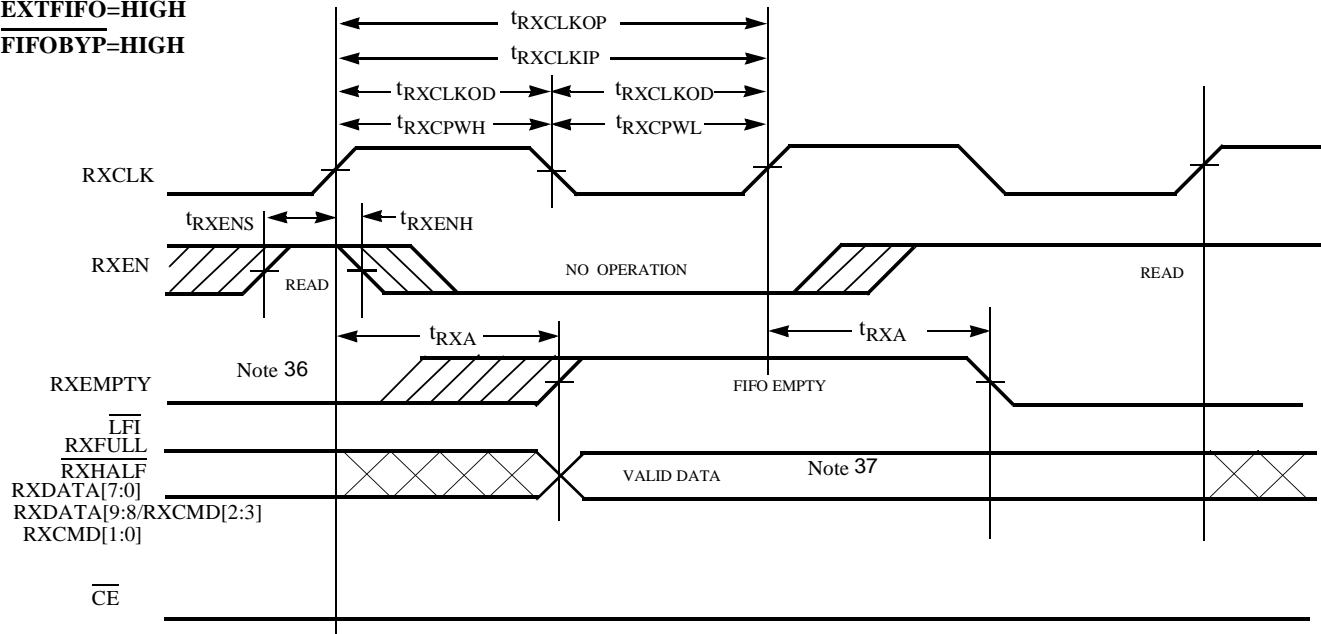 EXTFIFO=HIGH
FIFOBYP=HIGH
tRXCLKOP
tRXCLKIP
tRXCLKOD tRXCLKOD
tRXCPWH tRXCPWL
RXCLK
tRXENS tRXENH
RXEN
READ NO OPERATION READ
tRXA tRXA
Note 36
RXEMPTY FIFO EMPTY
LFI
RXFULL
RXHALF
VALID DATA Note 37
RXDATA[7:0]
RXDATA[9:8/RXCMD[2:3]
RXCMD[1:0]
CE